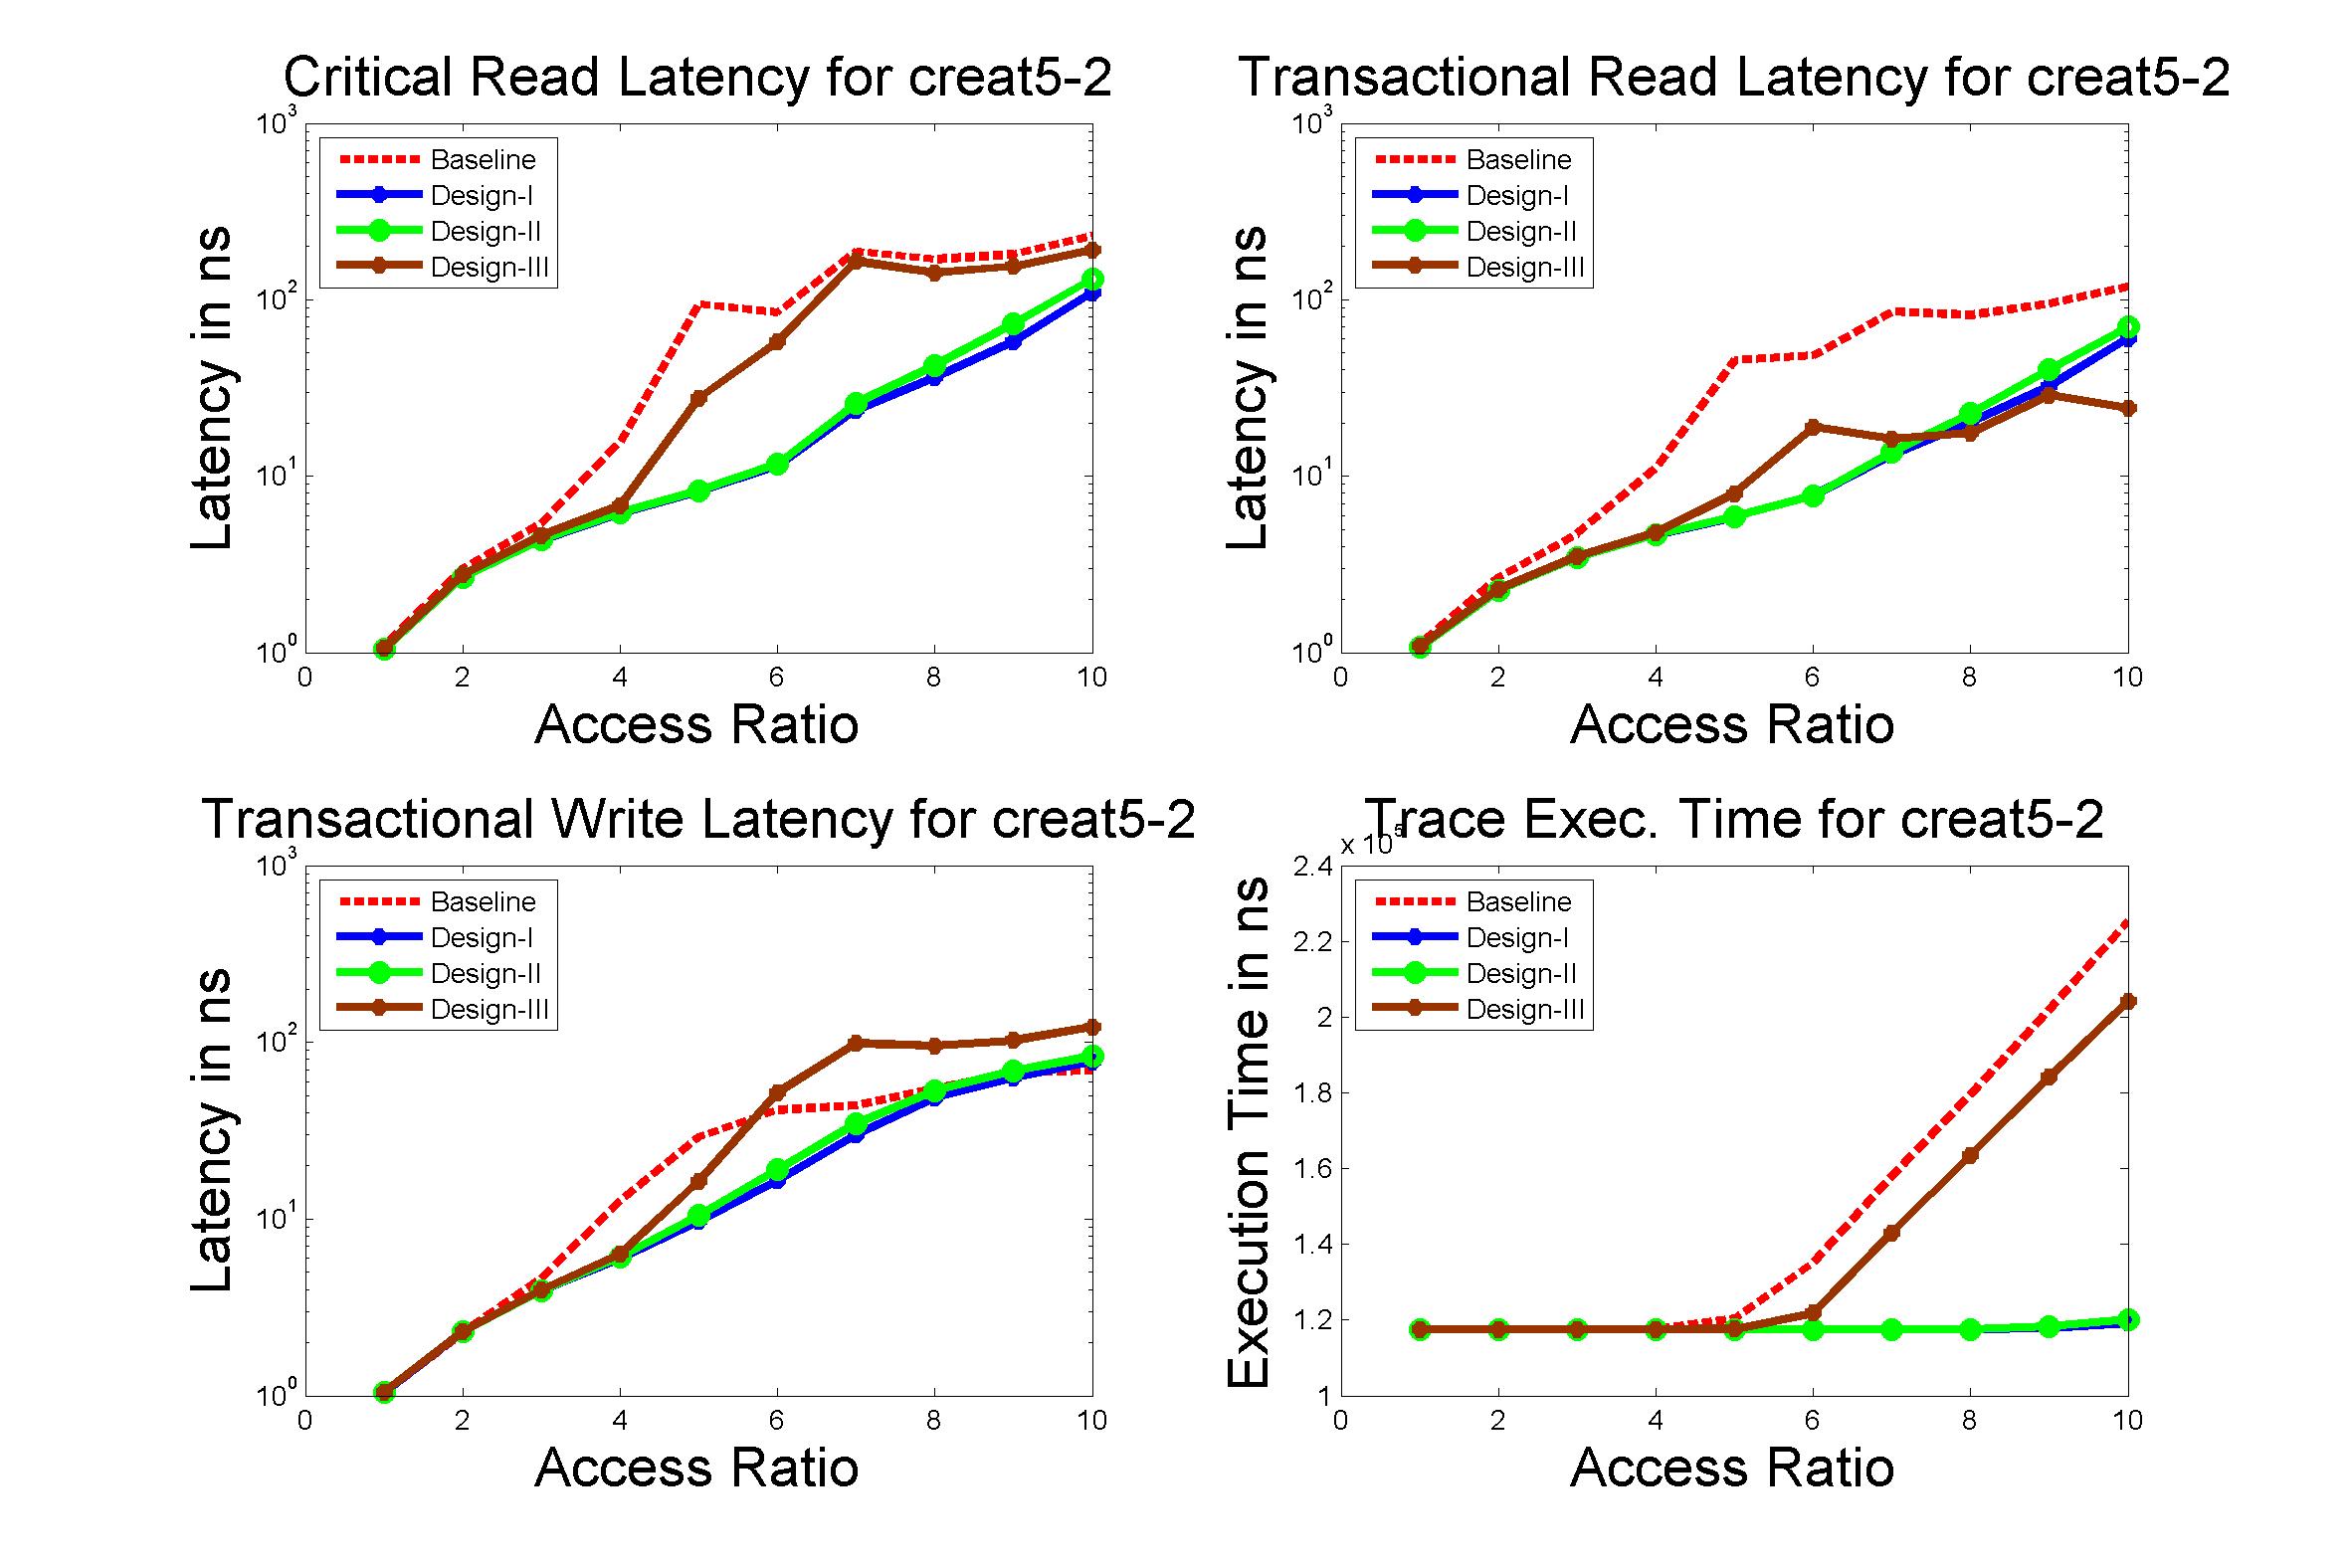 Critical Read Latency for creat5-2
10^3
10^2
10^1
10^0
Latency in ns
Baseline
Design-I
Design-II
Design-III
0 2 4 6 8 10
Access Ratio
Transactional Read Latency for creat5-2
10^3
10^2
10^1
10^0
Latency in ns
Baseline
Design-I
Design-II
Design-III
0 2 4 6 8 10
Access Ratio
Transactional Write Latency for creat5-2
10^3
10^2
10^1
10^0
Latency in ns
Baseline
Design-I
Design-II
Design-III
0 2 4 6 8 10
Access Ratio
Trace Exec. Time for creat5-2
x 10^5
2.4
2.2
2
1.8
1.6
1.4
1.2
1
Execution Time in ns
Baseline
Design-I
Design-II
Design-III
0 2 4 6 8 10
Access Ratio